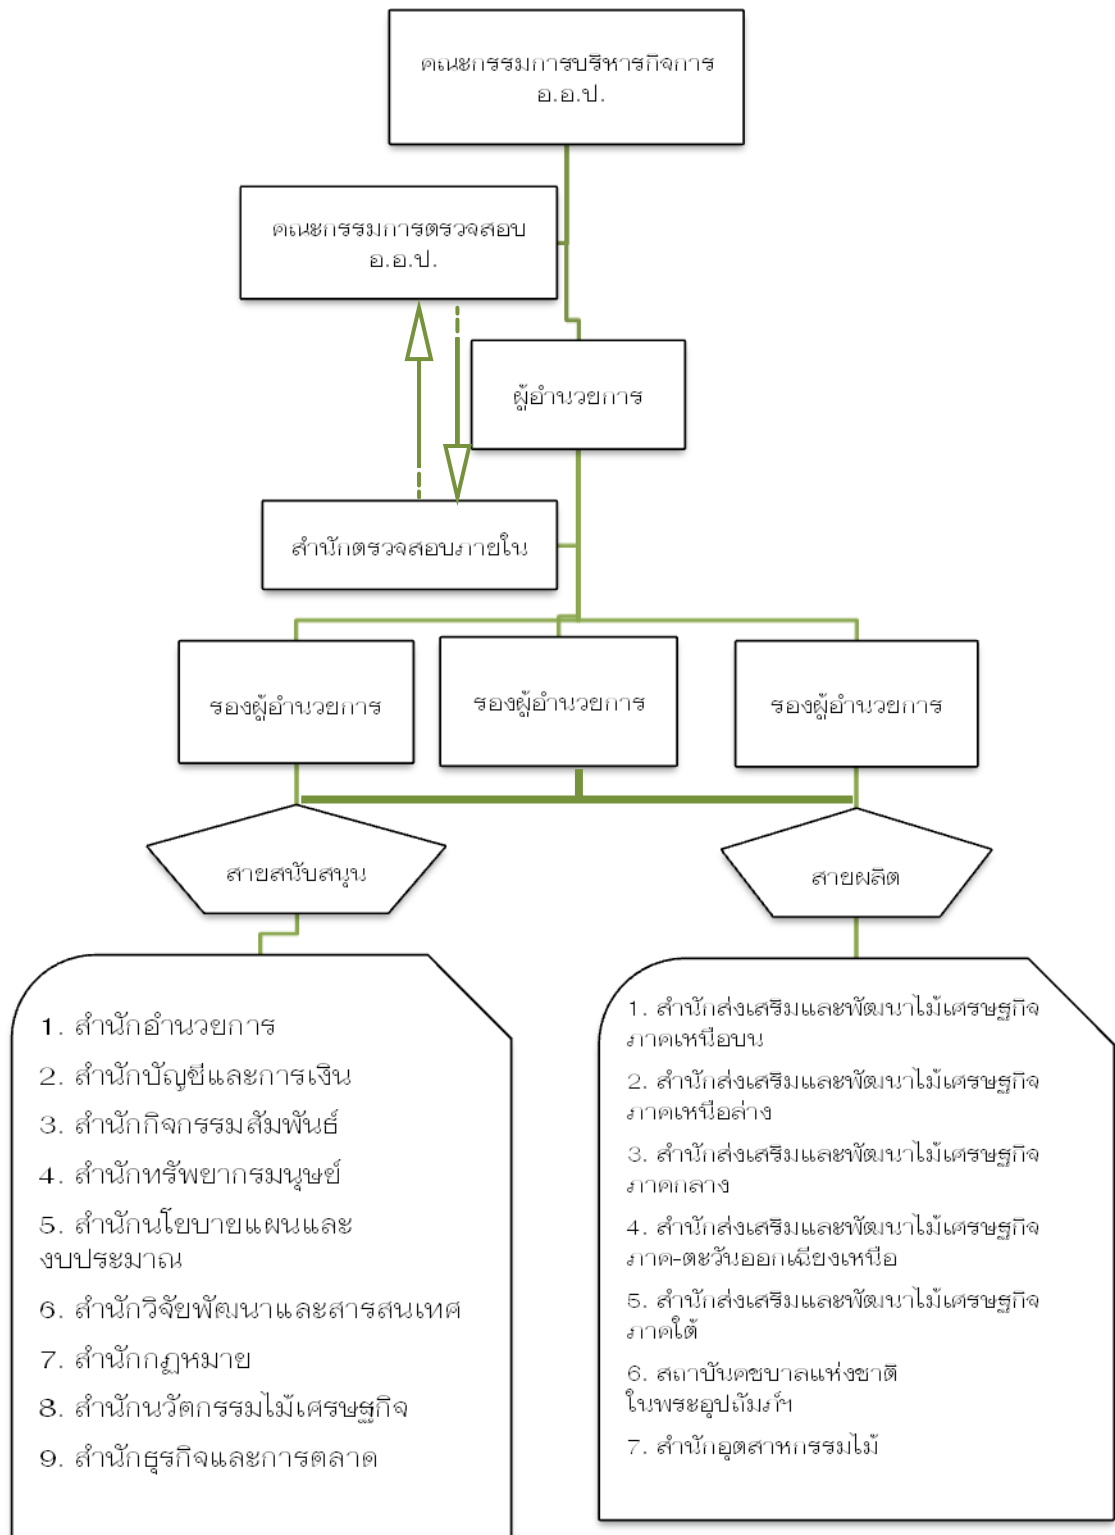 คณะกรรมการบริหารกิจการ
อ.อ.ป.
คณะกรรมการตรวจสอบ
อ.อ.ป.
ผู้อำนวยการ
สำนักตรวจสอบภายใน
รองผู้อำนวยการ
รองผู้อำนวยการ
รองผู้อำนวยการ
สายสนับสนุน
สายผลิต
1. สำนักอำนวยการ
2. สำนักบัญชีและการเงิน
3. สำนักกิจกรรมสัมพันธ์
4. สำนักทรัพยากรมนุษย์
5. สำนักนโยบายแผนและ
งบประมาณ
6. สำนักวิจัยพัฒนาและสารสนเทศ
7. สำนักกฎหมาย
8. สำนักนวัตกรรมไม้เศรษฐกิจ
9. สำนักธุรกิจและการตลาด
1. สำนักส่งเสริมและพัฒนาไม้เศรษฐกิจ
ภาคเหนือบน
2. สำนักส่งเสริมและพัฒนาไม้เศรษฐกิจ
ภาคเหนือล่าง
3. สำนักส่งเสริมและพัฒนาไม้เศรษฐกิจ
ภาคกลาง
4. สำนักส่งเสริมและพัฒนาไม้เศรษฐกิจ
ภาค-ตะวันออกเฉียงเหนือ
5. สำนักส่งเสริมและพัฒนาไม้เศรษฐกิจ
ภาคใต้
6. สถาบันคชบาลแห่งชาติ
ในพระอุปถัมภ์ฯ
7. สำนักอุตสาหกรรมไม้